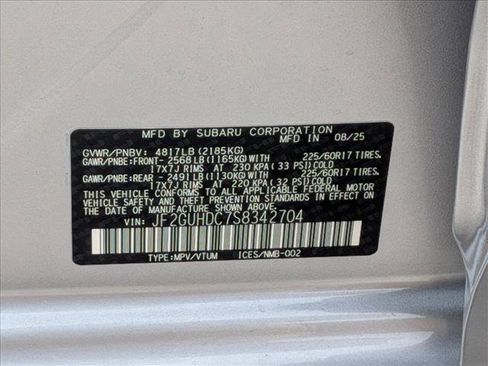 MFD BY SUBARU CORPORATION
MFD IN 08/25
GVWR/PNBV: 4817LB (2185KG)
GAWR/PNBE:FRONT- 2568LB (1165KG) WITH 225/60R17 TIRES,
17X7J RIMS AT 230 KPA (33 PSI) COLD
GAWR/PNBE:REAR - 2491LB (1130KG) WITH 225/60R17 TIRES,
17X7J RIMS AT 220 KPA (32 PSI) COLD
THIS VEHICLE CONFORMS TO ALL APPLICABLE FEDERAL MOTOR
VEHICLE SAFETY STANDARDS IN EFFECT ON THE DATE OF
MANUFACTURE SHOWN ABOVE.
VIN: JF2GUHDC7S8342704
TYPE:MPV/VTUM ICES/NMB-002